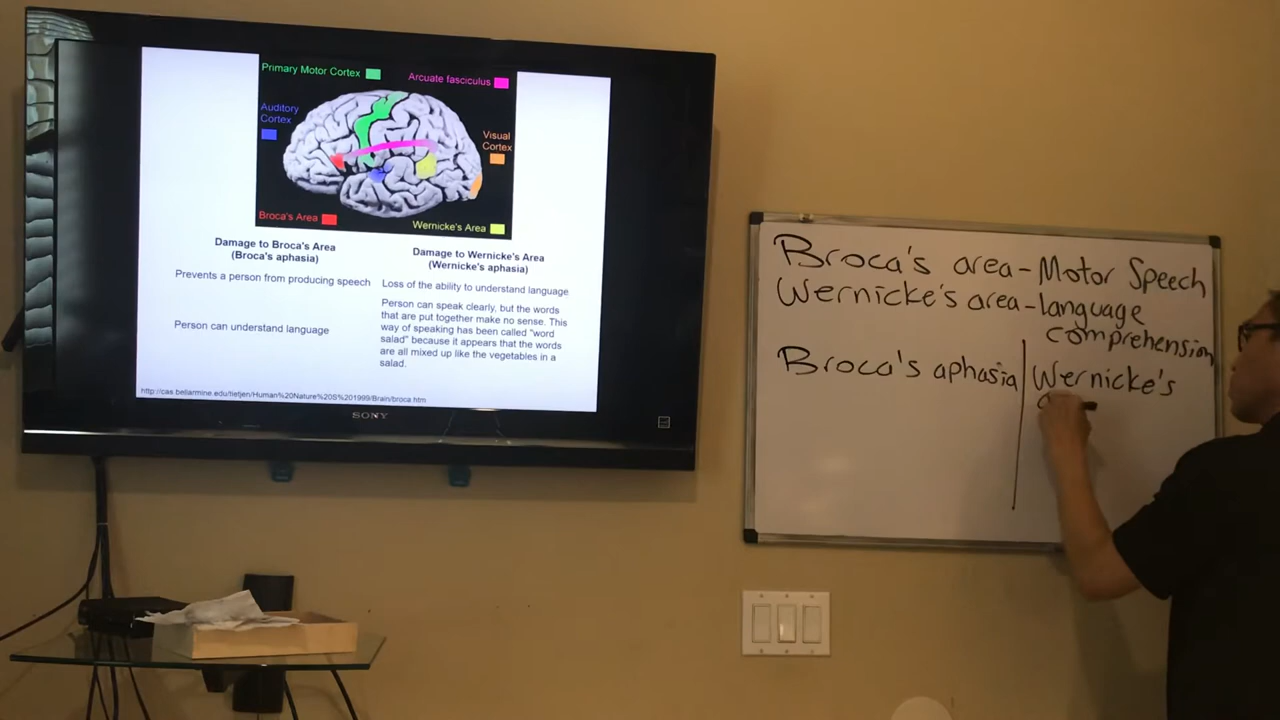 Primary Motor Cortex
Arcuate fasciculus
Auditory
Cortex
Visual
Cortex
Broca's Area
Wernicke's Area
Damage to Broca's Area
(Broca's aphasia)
Prevents a person from producing speech
Person can understand language
Damage to Wernicke's Area
(Wernicke's aphasia)
Loss of the ability to understand language
Person can speak clearly, but the words
that are put together make no sense. This
way of speaking has been called "word
salad" because it appears that the words
are all mixed up like the vegetables in a
salad.
http://cas.bellarmine.edu/tietjen/Human%20Nature%20S%201999/Brain/broca.htm
SONY
Broca's area - Motor Speech
Wernicke's area - language
comprehension
Broca's aphasia
Wernicke's
a